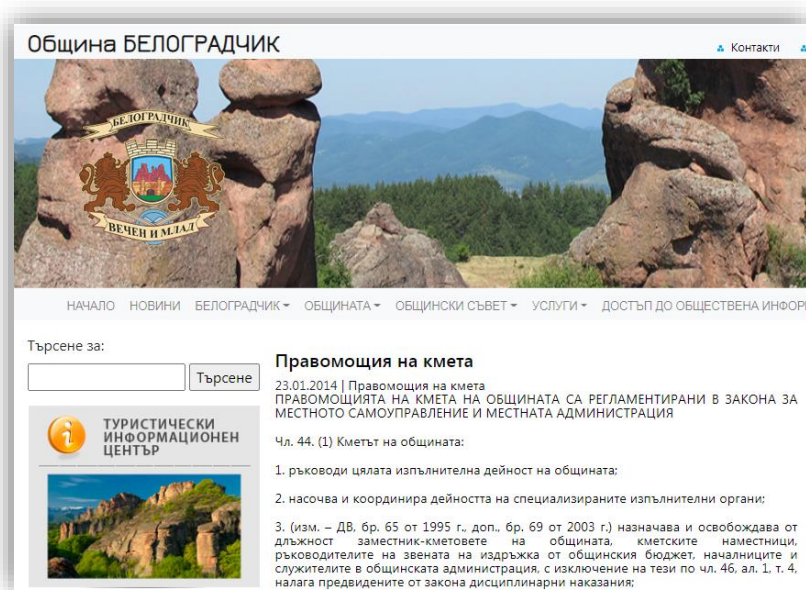 Община БЕЛОГРАДЧИК
Контакти
БЕЛОГРАДЧИК
ВЕЧЕН И МЛАД
НАЧАЛО НОВИНИ БЕЛОГРАДЧИК ОБЩИНАТА ОБЩИНСКИ СЪВЕТ УСЛУГИ ДОСТЪП ДО ОБЩЕСТВЕНА
Търсене за:
Търсене
ТУРИСТИЧЕСКИ
ИНФОРМАЦИОНЕН
ЦЕНТЪР
Правомощия на кмета
23.01.2014 | Правомощия на кмета
ПРАВОМОЩИЯТА НА КМЕТА НА ОБЩИНАТА СА РЕГЛАМЕНТИРАНИ В ЗАКОНА ЗА
МЕСТНОТО САМОУПРАВЛЕНИЕ И МЕСТНАТА АДМИНИСТРАЦИЯ
Чл. 44. (1) Кметът на общината:
1. ръководи цялата изпълнителна дейност на общината;
2. насочва и координира дейността на специализираните изпълнителни органи;
3. (изм. – ДВ, бр. 65 от 1995 г., доп., бр. 69 от 2003 г.) назначава и освобождава от
длъжност заместник-кметовете на общината, кметските наместници,
ръководителите на звената на издръжка от общинския бюджет, началниците и
служителите в общинската администрация, с изключение на тези по чл. 46, ал. 1, т. 4,
налага предвидените от закона дисциплинарни наказания;